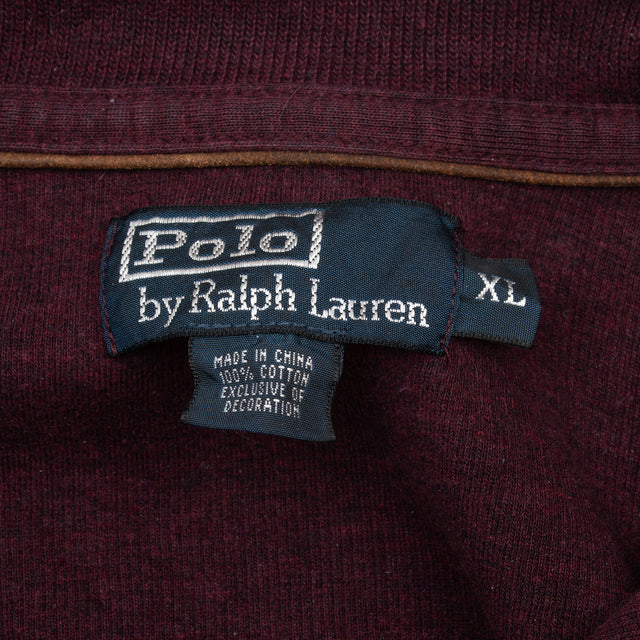 Polo
by Ralph Lauren
XL
MADE IN CHINA
100% COTTON
EXCLUSIVE OF
DECORATION